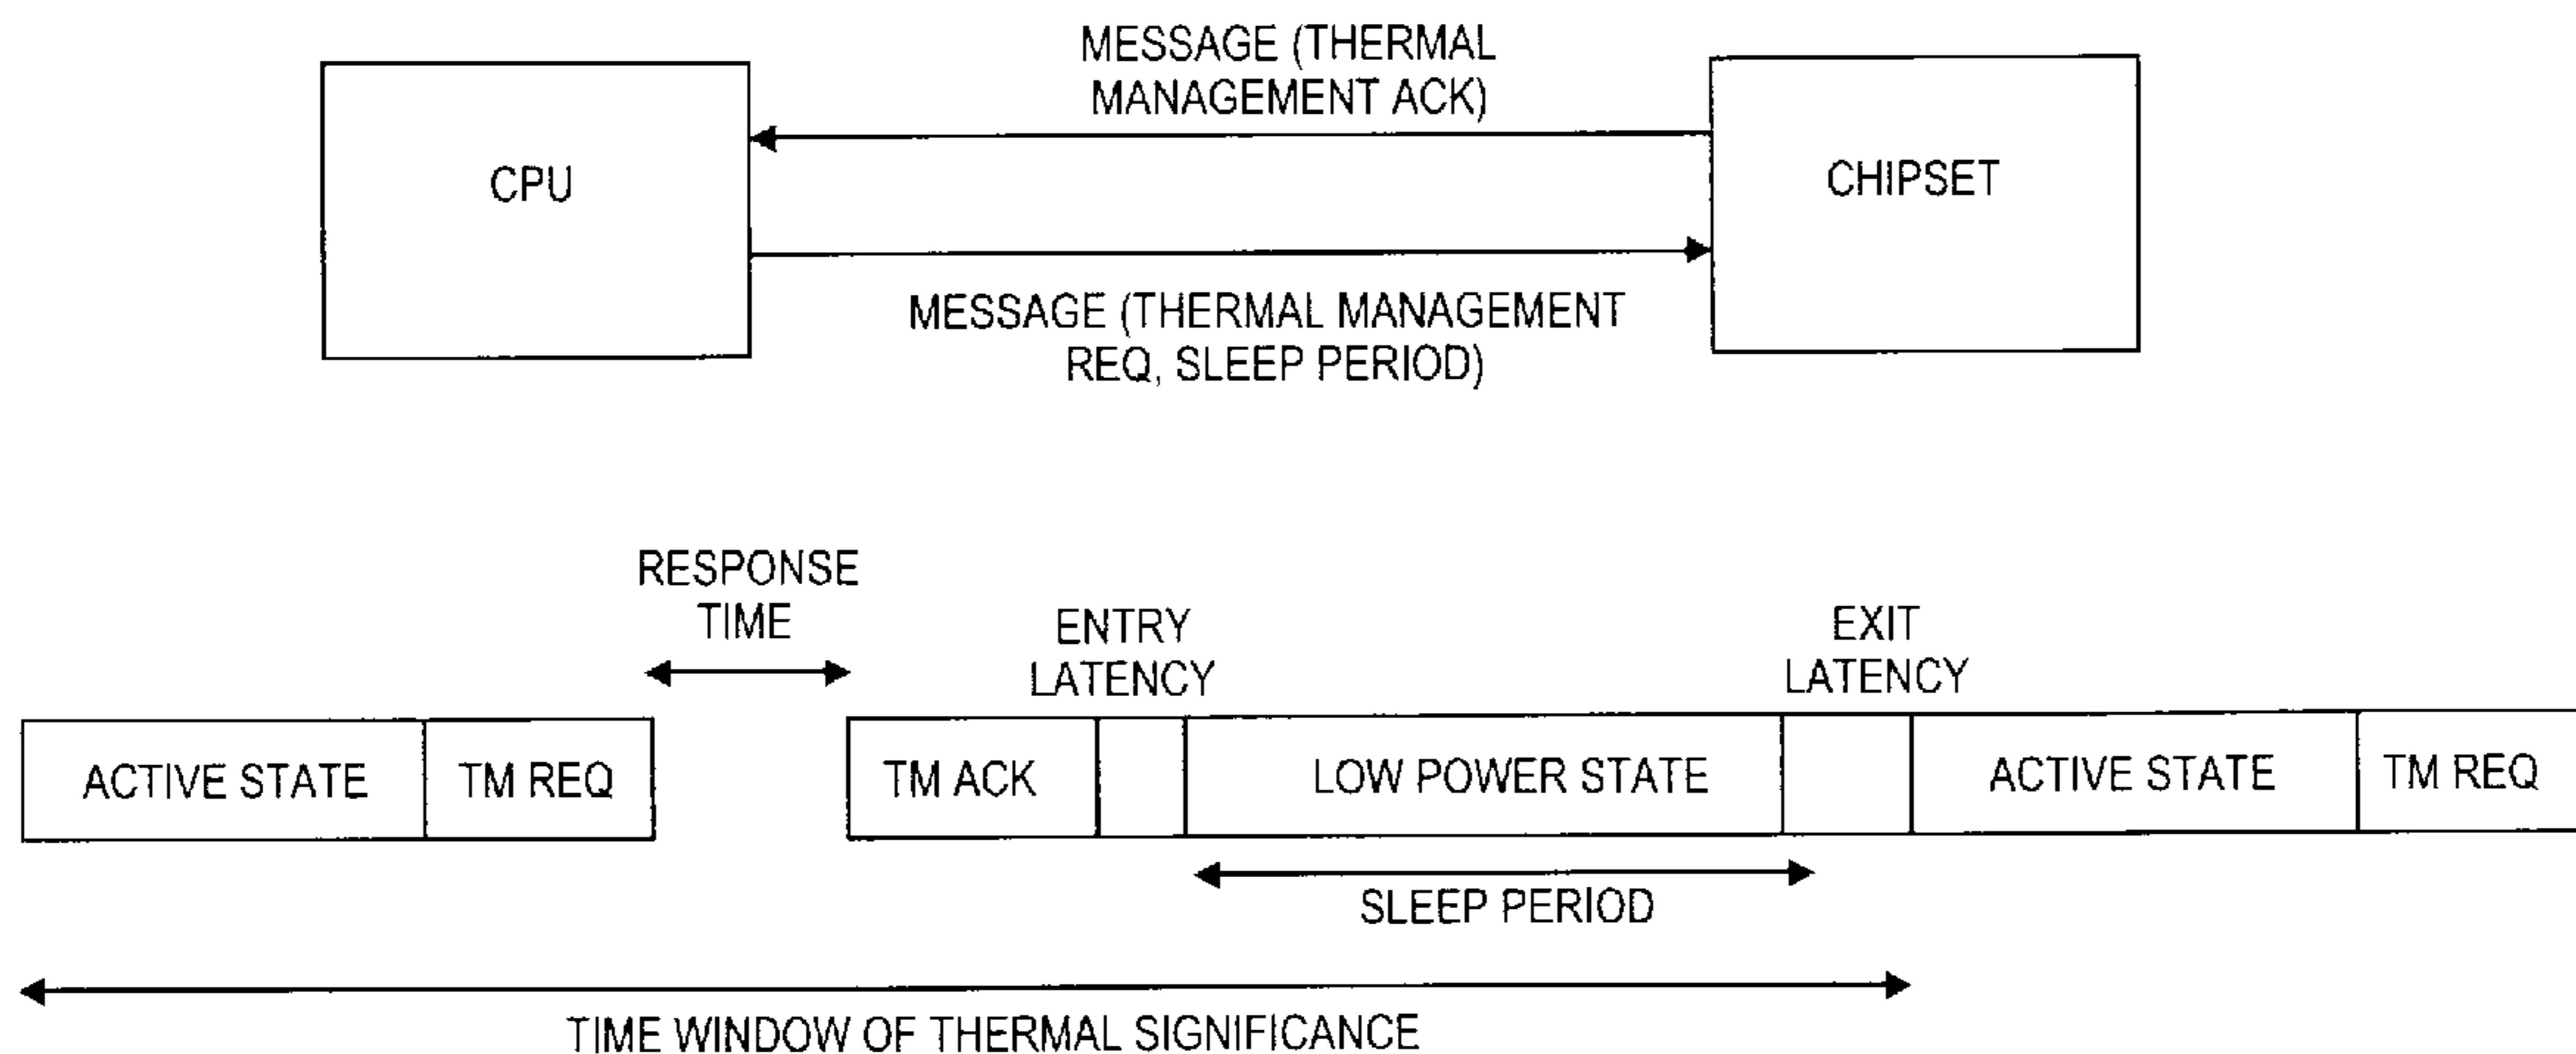 MESSAGE (THERMAL
MANAGEMENT ACK)
CPU
CHIPSET
MESSAGE (THERMAL MANAGEMENT
REQ, SLEEP PERIOD)
RESPONSE
TIME
ENTRY
LATENCY
EXIT
LATENCY
ACTIVE STATE
TM REQ
TM ACK
LOW POWER STATE
ACTIVE STATE
TM REQ
SLEEP PERIOD
TIME WINDOW OF THERMAL SIGNIFICANCE